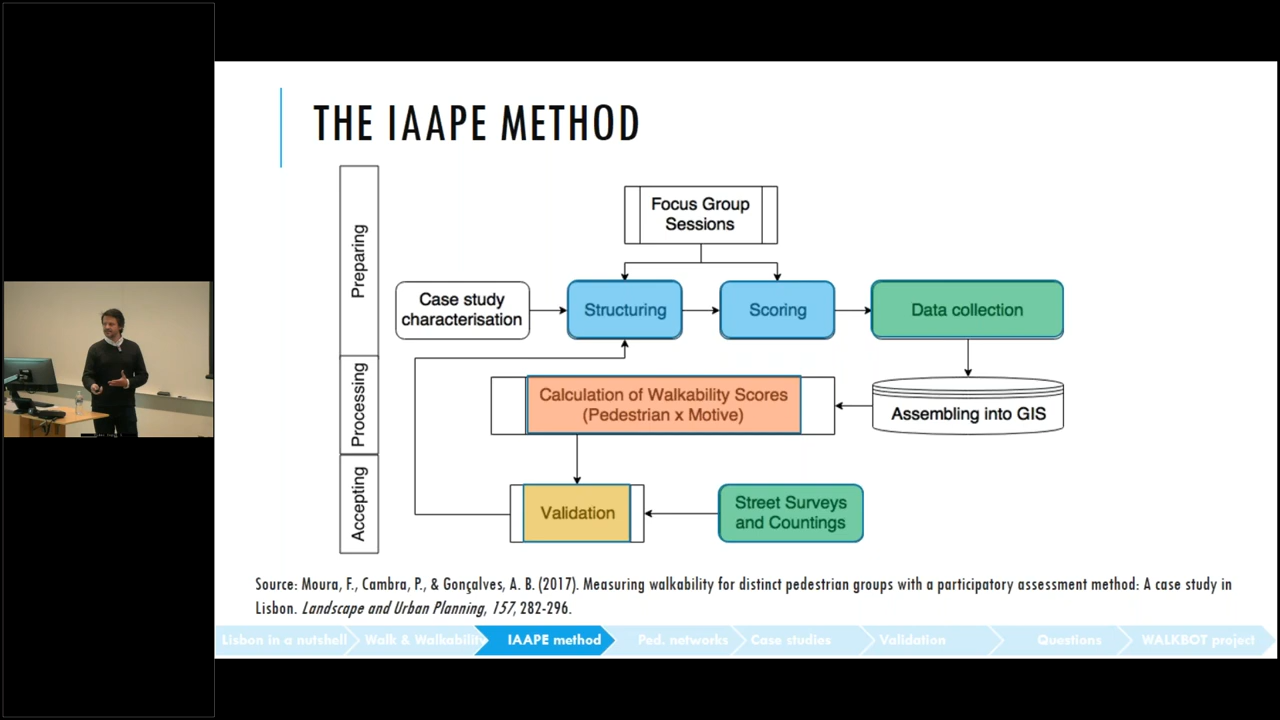 THE IAAPE METHOD
Preparing
Focus Group
Sessions
Case study
characterisation
Structuring
Scoring
Data collection
Processing
Calculation of Walkability Scores
(Pedestrian x Motive)
Assembling into GIS
Accepting
Validation
Street Surveys
and Countings
Source: Moura, F., Cambra, P., & Gonçalves, A. B. (2017). Measuring walkability for distinct pedestrian groups with a participatory assessment method: A case study in
Lisbon. Landscape and Urban Planning, 157, 282-296.
Lisbon in a nutshell Walk & Walkability IAAPE method Ped. networks Case studies Validation Questions WALKBOT project